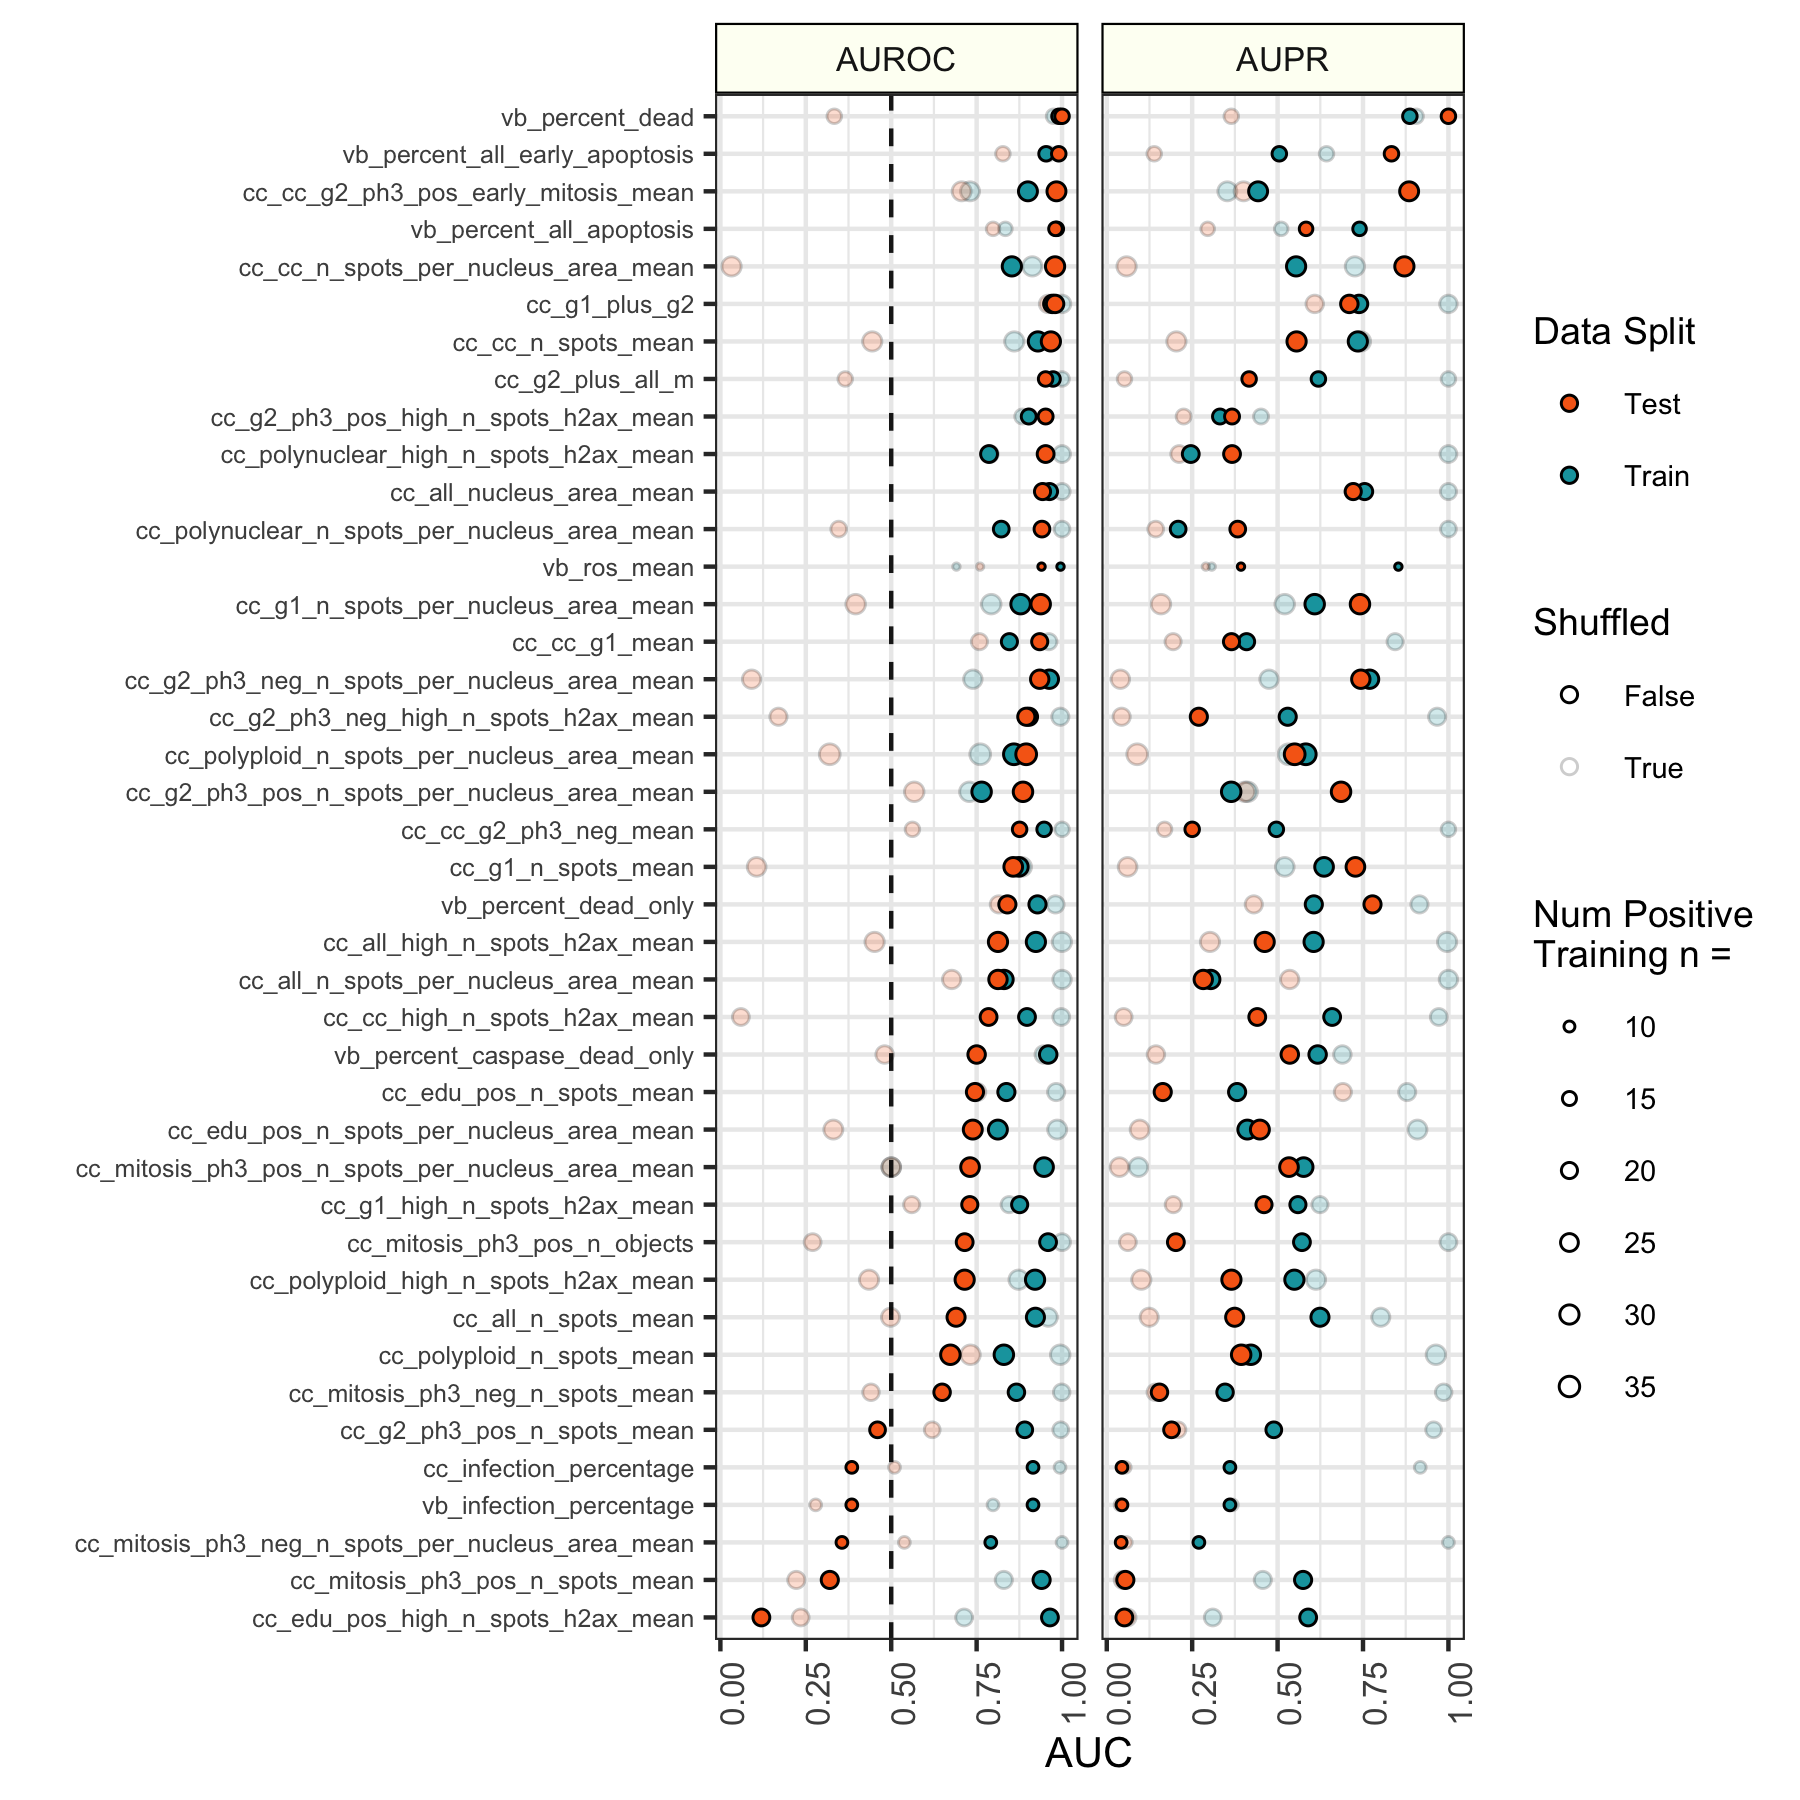 AUROC
AUPR
vb_percent_dead
vb_percent_all_early_apoptosis
cc_cc_g2_ph3_pos_early_mitosis_mean
vb_percent_all_apoptosis
cc_cc_n_spots_per_nucleus_area_mean
cc_g1_plus_g2
cc_cc_n_spots_mean
cc_g2_plus_all_m
cc_g2_ph3_pos_high_n_spots_h2ax_mean
cc_polynuclear_high_n_spots_h2ax_mean
cc_all_nucleus_area_mean
cc_polynuclear_n_spots_per_nucleus_area_mean
vb_ros_mean
cc_g1_n_spots_per_nucleus_area_mean
cc_cc_g1_mean
cc_g2_ph3_neg_n_spots_per_nucleus_area_mean
cc_g2_ph3_neg_high_n_spots_h2ax_mean
cc_polyploid_n_spots_per_nucleus_area_mean
cc_g2_ph3_pos_n_spots_per_nucleus_area_mean
cc_cc_g2_ph3_neg_mean
cc_g1_n_spots_mean
vb_percent_dead_only
cc_all_high_n_spots_h2ax_mean
cc_all_n_spots_per_nucleus_area_mean
cc_cc_high_n_spots_h2ax_mean
vb_percent_caspase_dead_only
cc_edu_pos_n_spots_mean
cc_edu_pos_n_spots_per_nucleus_area_mean
cc_mitosis_ph3_pos_n_spots_per_nucleus_area_mean
cc_g1_high_n_spots_h2ax_mean
cc_mitosis_ph3_pos_n_objects
cc_polyploid_high_n_spots_h2ax_mean
cc_all_n_spots_mean
cc_polyploid_n_spots_mean
cc_mitosis_ph3_neg_n_spots_mean
cc_g2_ph3_pos_n_spots_mean
cc_infection_percentage
vb_infection_percentage
cc_mitosis_ph3_neg_n_spots_per_nucleus_area_mean
cc_mitosis_ph3_pos_n_spots_mean
cc_edu_pos_high_n_spots_h2ax_mean
0.00
0.25
0.50
0.75
1.00
0.00
0.25
0.50
0.75
1.00
AUC
Data Split
Test
Train
Shuffled
False
True
Num Positive
Training n =
10
15
20
25
30
35